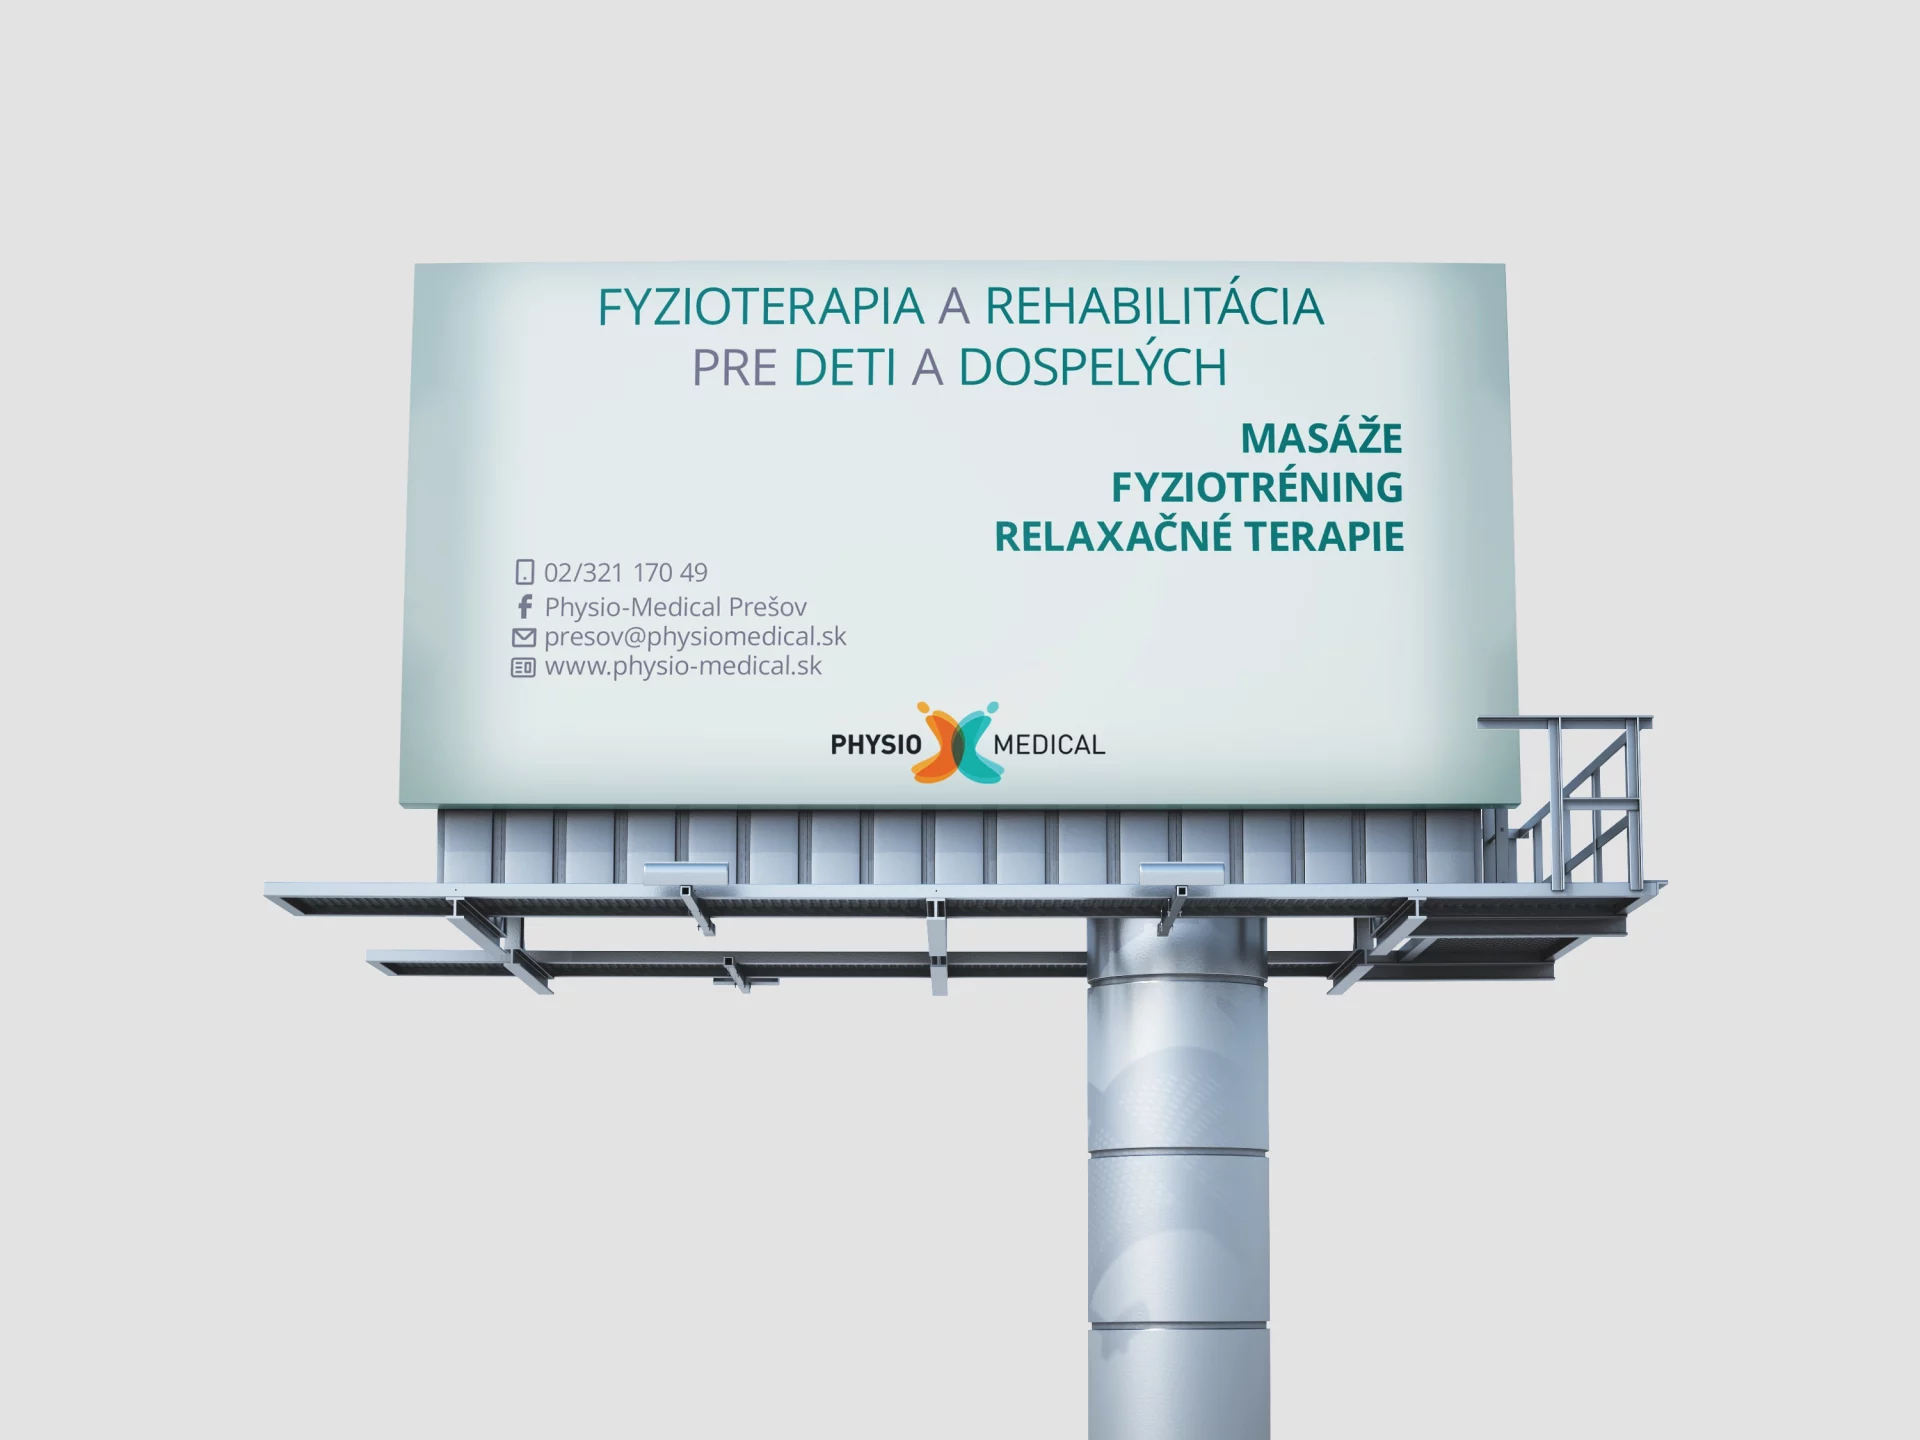 FYZIOTERAPIA A REHABILITÁCIA
PRE DETI A DOSPELÝCH
MASÁŽE
FYZIOTRÉNING
RELAXAČNÉ TERAPIE
02/321 170 49
Physio-Medical Prešov
presov@physiomedical.sk
www.physio-medical.sk
PHYSIO MEDICAL